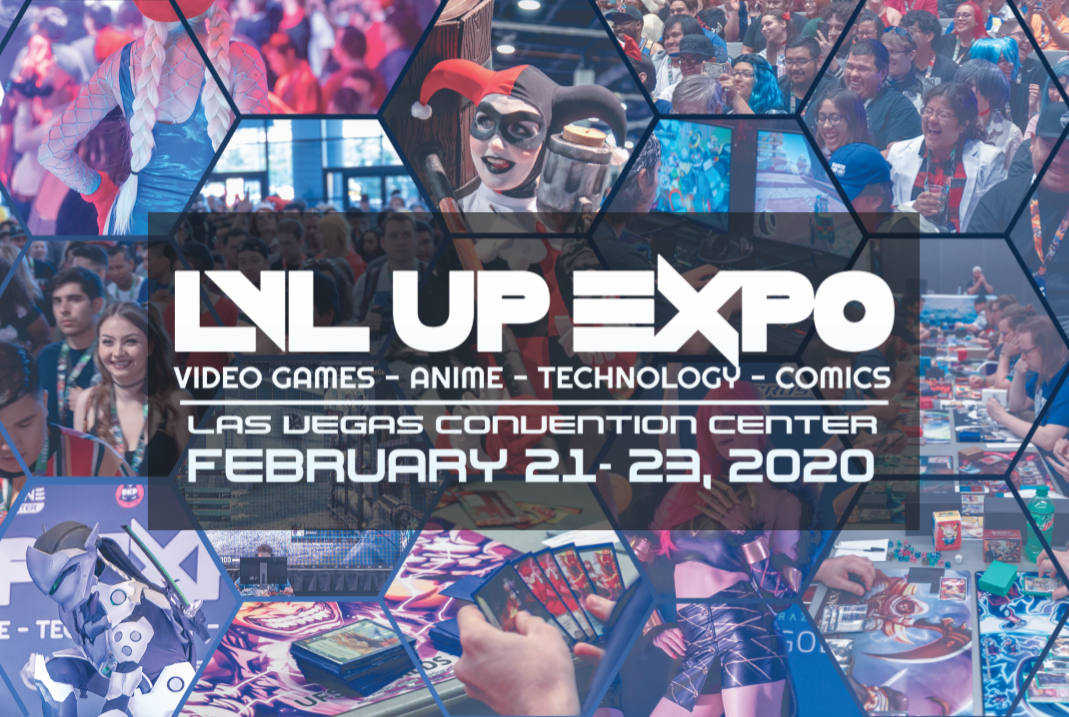 LVL UP EXPO
VIDEO GAMES - ANIME - TECHNOLOGY - COMICS
LAS VEGAS CONVENTION CENTER
FEBRUARY 21- 23, 2020